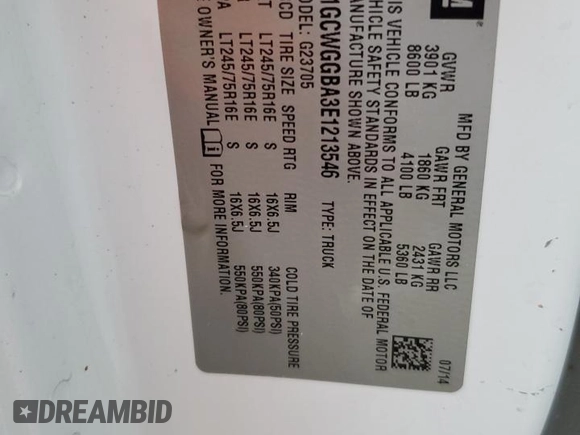 MFD BY GENERAL MOTORS LLC
07/14
GVWR GAWR FRT GAWR RR
3901 KG 1860 KG 2431 KG
8600 LB 4100 LB 5360 LB
IS VEHICLE CONFORMS TO ALL APPLICABLE U.S. FEDERAL MOTOR
HICLE SAFETY STANDARDS IN EFFECT ON THE DATE OF
NUFACTURE SHOWN ABOVE.
1GCWGGBA3E1213546 TYPE: TRUCK
MODEL: G23705
TIRE SIZE SPEED RTG RIM COLD TIRE PRESSURE
LT245/75R16E S 16X6.5J 340KPA(50PSI)
LT245/75R16E S 16X6.5J 550KPA(80PSI)
LT245/75R16E S 16X6.5J 550KPA(80PSI)
OWNER'S MANUAL FOR MORE INFORMATION.
DREAMBID